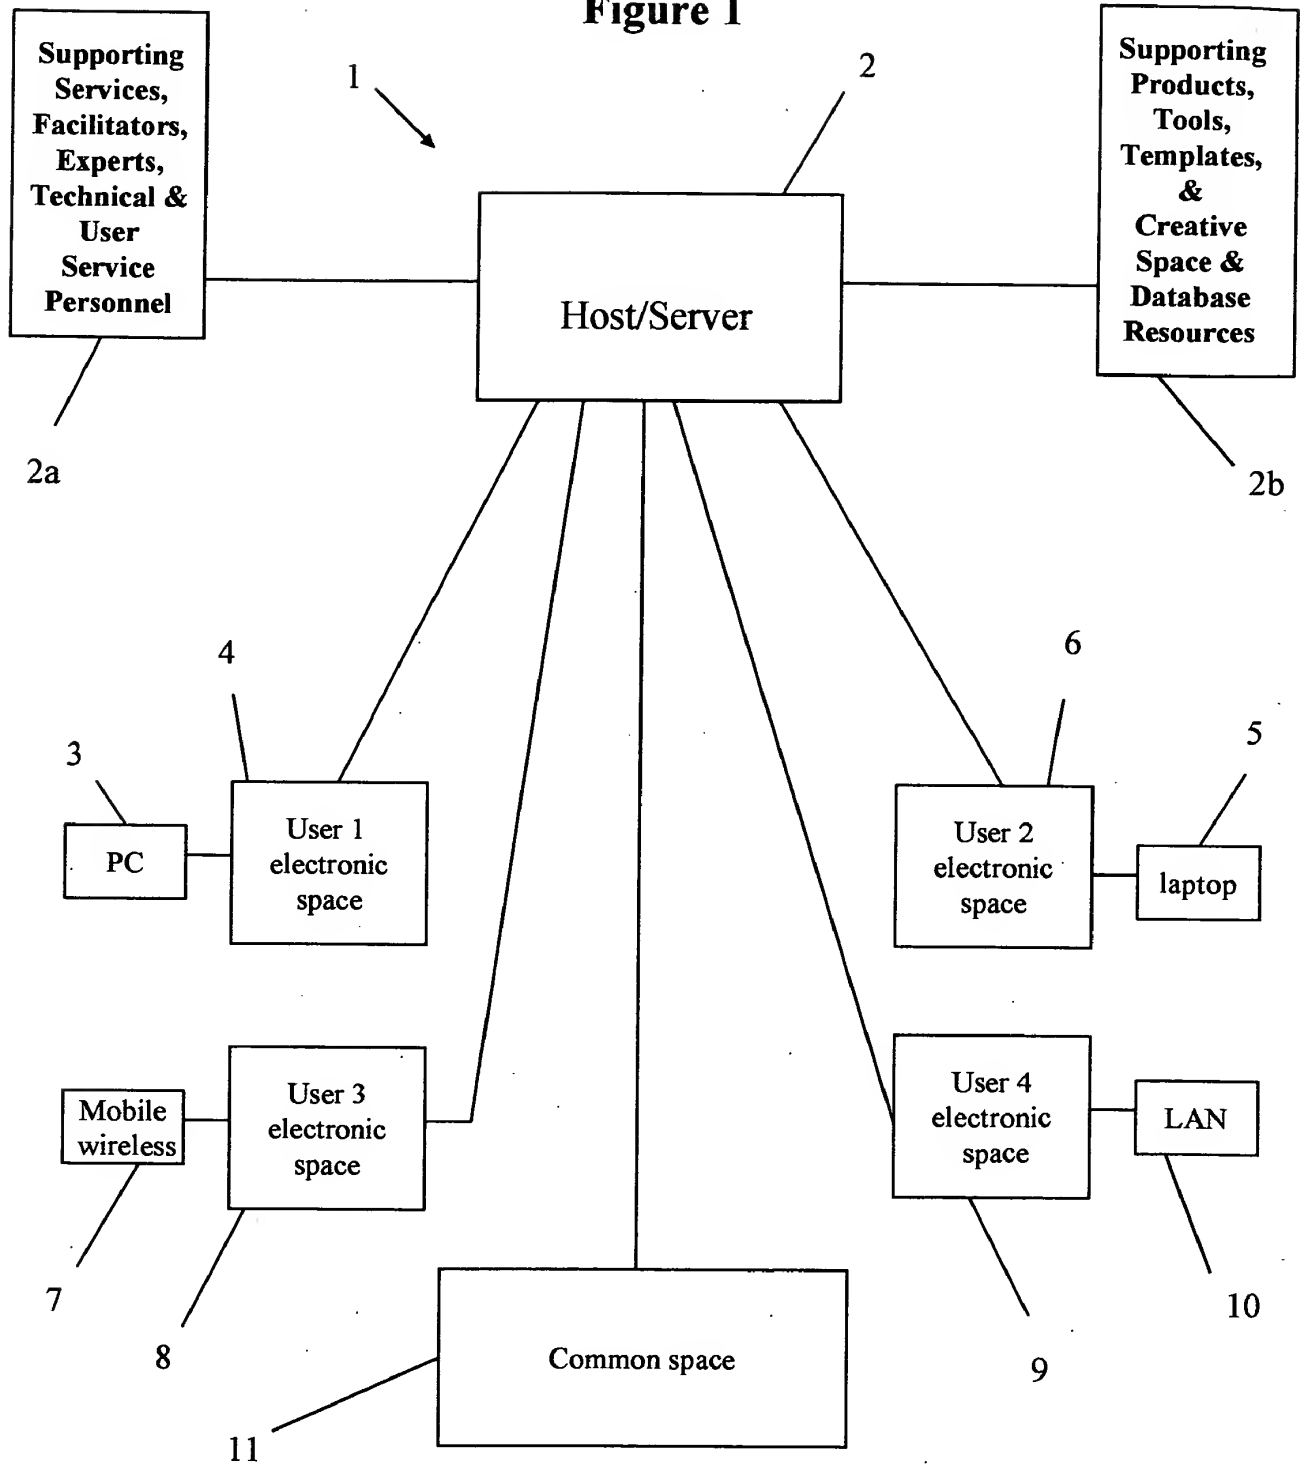 Figure 1
Supporting
Services,
Facilitators,
Experts,
Technical &
User
Service
Personnel
1
2
Supporting
Products,
Tools,
Templates,
&
Creative
Space &
Database
Resources
Host/Server
2a
2b
4
6
3
5
PC
User 1
electronic
space
User 2
electronic
space
laptop
Mobile
wireless
User 3
electronic
space
User 4
electronic
space
LAN
7
8
10
9
Common space
11